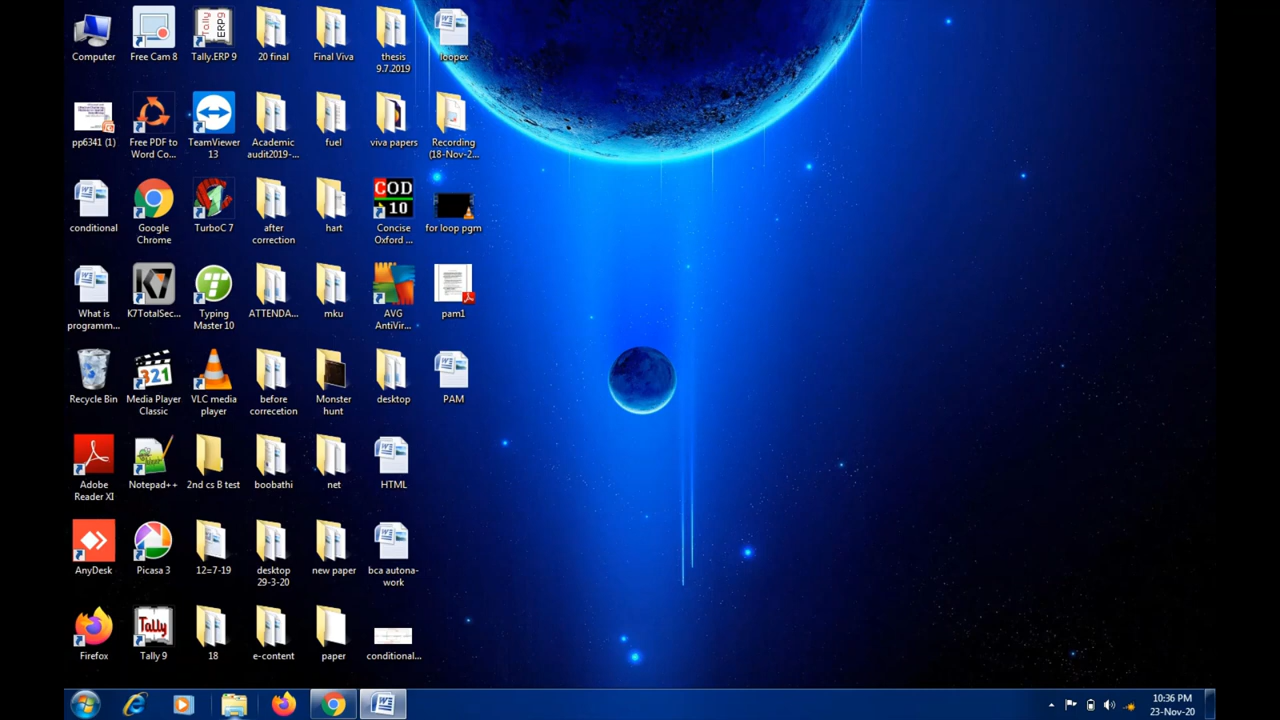 Computer
Free Cam 8
Tally.ERP 9
20 final
Final Viva
thesis
9.7.2019
loopex
pp6341 (1)
Free PDF to
Word Co...
TeamViewer
13
Academic
audit2019-...
fuel
viva papers
Recording
(18-Nov-2...
conditional
Google
Chrome
TurboC 7
after
correction
hart
COD
10
Concise
Oxford ...
for loop pgm
What is
programm...
K7TotalSec...
Typing
Master 10
ATTENDA...
mku
AVG
AntiVir...
pam1
Recycle Bin
Media Player
Classic
VLC media
player
before
correcetion
Monster
hunt
desktop
PAM
Adobe
Reader XI
Notepad++
2nd cs B test
boobathi
net
HTML
AnyDesk
Picasa 3
12=7-19
desktop
29-3-20
new paper
bca autona-
work
Firefox
Tally
Tally 9
18
e-content
paper
conditional...
10:36 PM
23-Nov-20